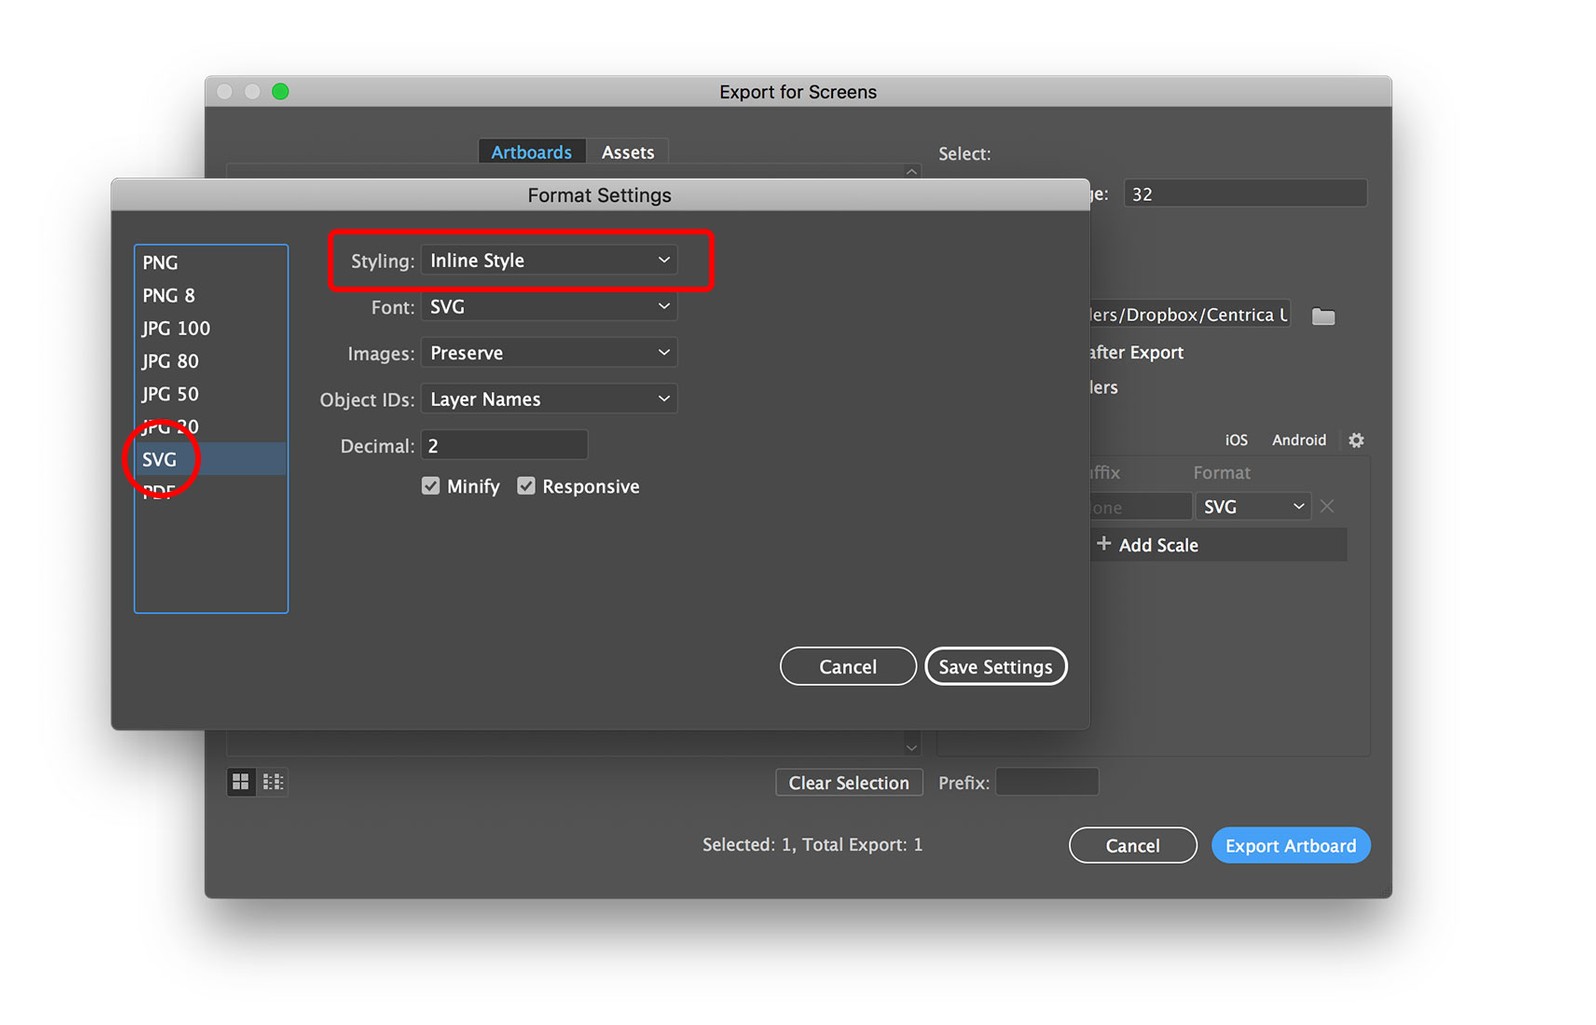 Export for Screens
Artboards Assets
Select:
Format Settings
ge: 32
PNG
PNG 8
JPG 100
JPG 80
JPG 50
JPG 20
SVG
PDF
Styling: Inline Style
Font: SVG
Images: Preserve
Object IDs: Layer Names
Decimal: 2
Minify Responsive
Cancel Save Settings
lers/Dropbox/Centrica U
after Export
lers
iOS Android
uffix Format
one SVG
+ Add Scale
Clear Selection Prefix:
Selected: 1, Total Export: 1
Cancel Export Artboard